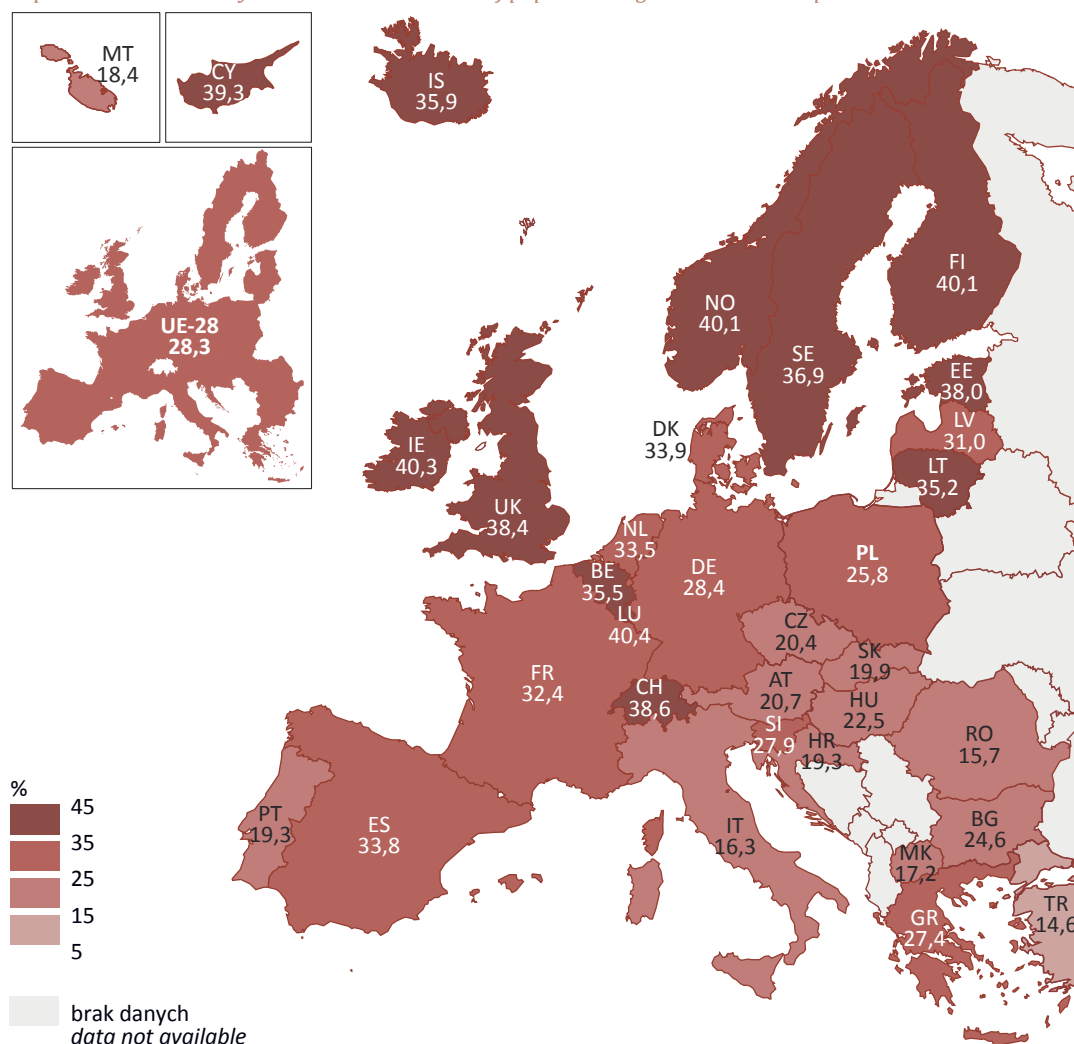 MT
18,4
CY
39,3
IS
35,9
UE-28
28,3
NO
40,1
FI
40,1
SE
36,9
EE
38,0
DK
33,9
LV
31,0
LT
35,2
IE
40,3
UK
38,4
NL
33,5
BE
35,5
DE
28,4
PL
25,8
LU
40,4
CZ
20,4
SK
19,9
FR
32,4
CH
38,6
AT
20,7
HU
22,5
SI
27,9
HR
19,3
RO
15,7
PT
19,3
ES
33,8
IT
16,3
BG
24,6
MK
17,2
GR
27,4
TR
14,6
%
45
35
25
15
5
brak danych
data not available